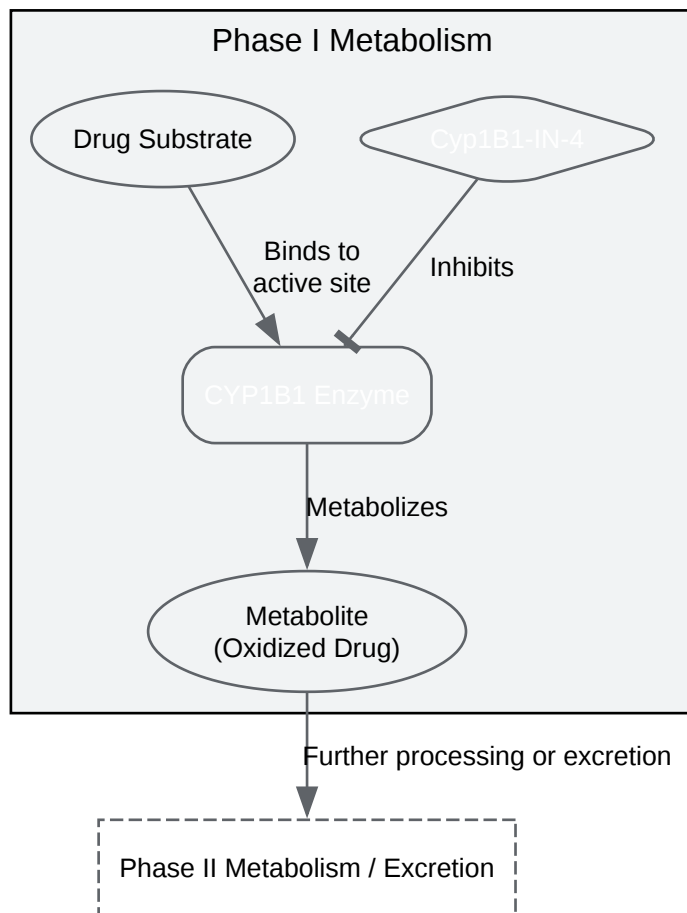 Phase I Metabolism
Drug Substrate
Cyp1B1-IN-4
Binds to
active site
Inhibits
CYP1B1 Enzyme
Metabolizes
Metabolite
(Oxidized Drug)
Further processing or excretion
Phase II Metabolism / Excretion